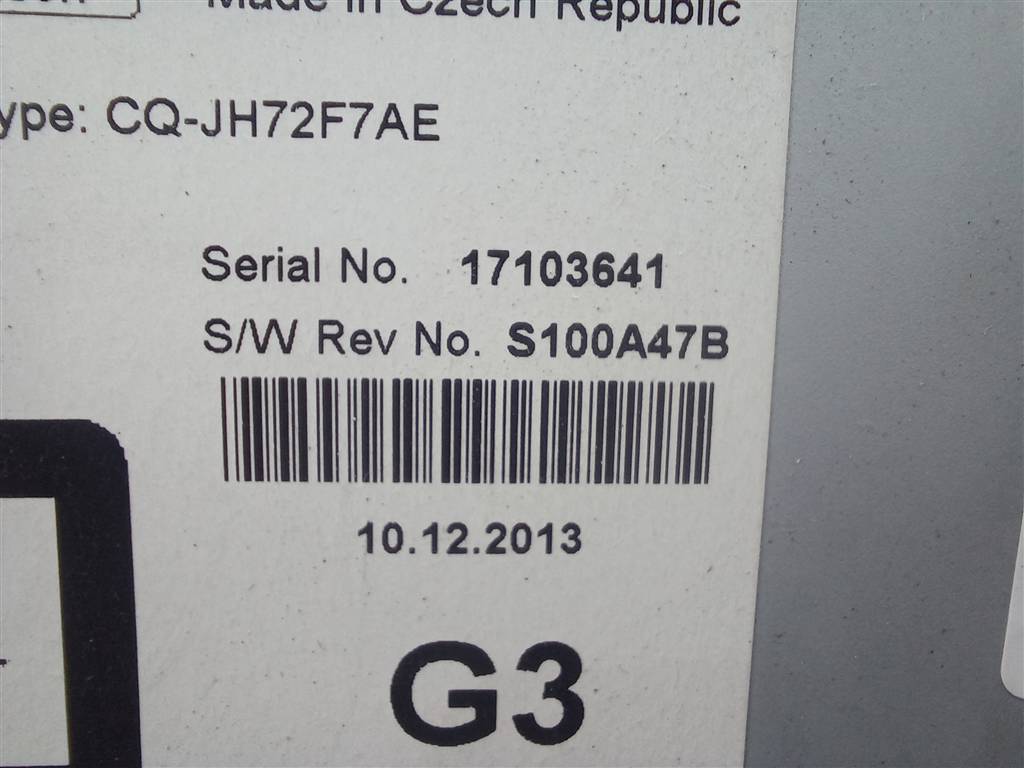 Made in Czech Republic
ype: CQ-JH72F7AE
Serial No. 17103641
S/W Rev No. S100A47B
10.12.2013
G3